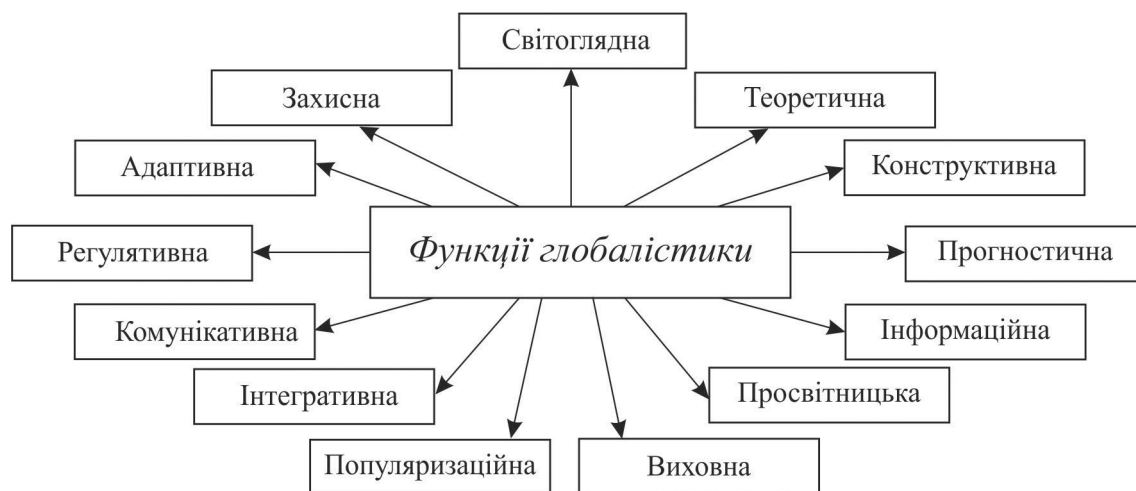 Світоглядна
Захисна
Теоретична
Адаптивна
Конструктивна
Функції глобалістики
Регулятивна
Прогностична
Комунікативна
Інформаційна
Інтегративна
Просвітницька
Популяризаційна
Виховна